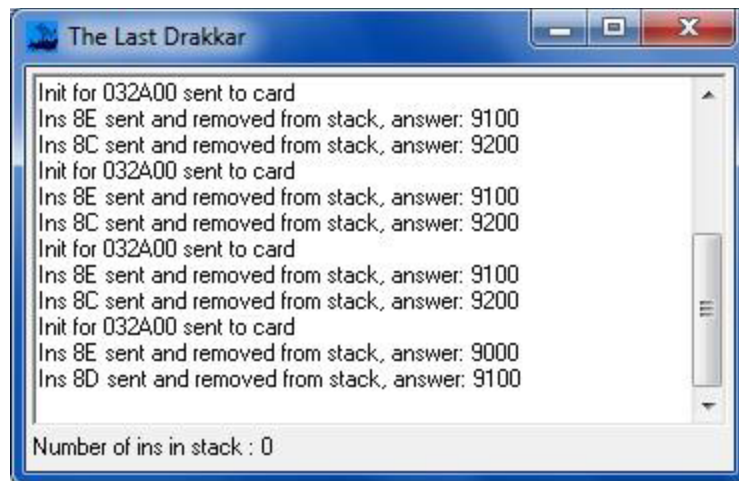 The Last Drakkar
Init for 032A00 sent to card
Ins 8E sent and removed from stack, answer: 9100
Ins 8C sent and removed from stack, answer: 9200
Init for 032A00 sent to card
Ins 8E sent and removed from stack, answer: 9100
Ins 8C sent and removed from stack, answer: 9200
Init for 032A00 sent to card
Ins 8E sent and removed from stack, answer: 9100
Ins 8C sent and removed from stack, answer: 9200
Init for 032A00 sent to card
Ins 8E sent and removed from stack, answer: 9000
Ins 8D sent and removed from stack, answer: 9100
Number of ins in stack : 0